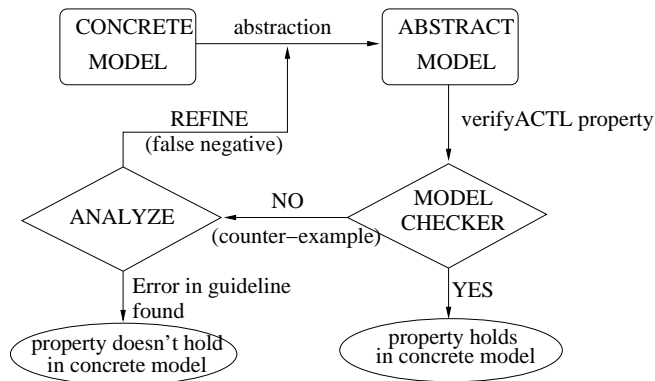 CONCRETE
MODEL
abstraction
ABSTRACT
MODEL
REFINE
(false negative)
verifyACTL property
ANALYZE
NO
(counter−example)
MODEL
CHECKER
Error in guideline
found
YES
property doesn't hold
in concrete model
property holds
in concrete model